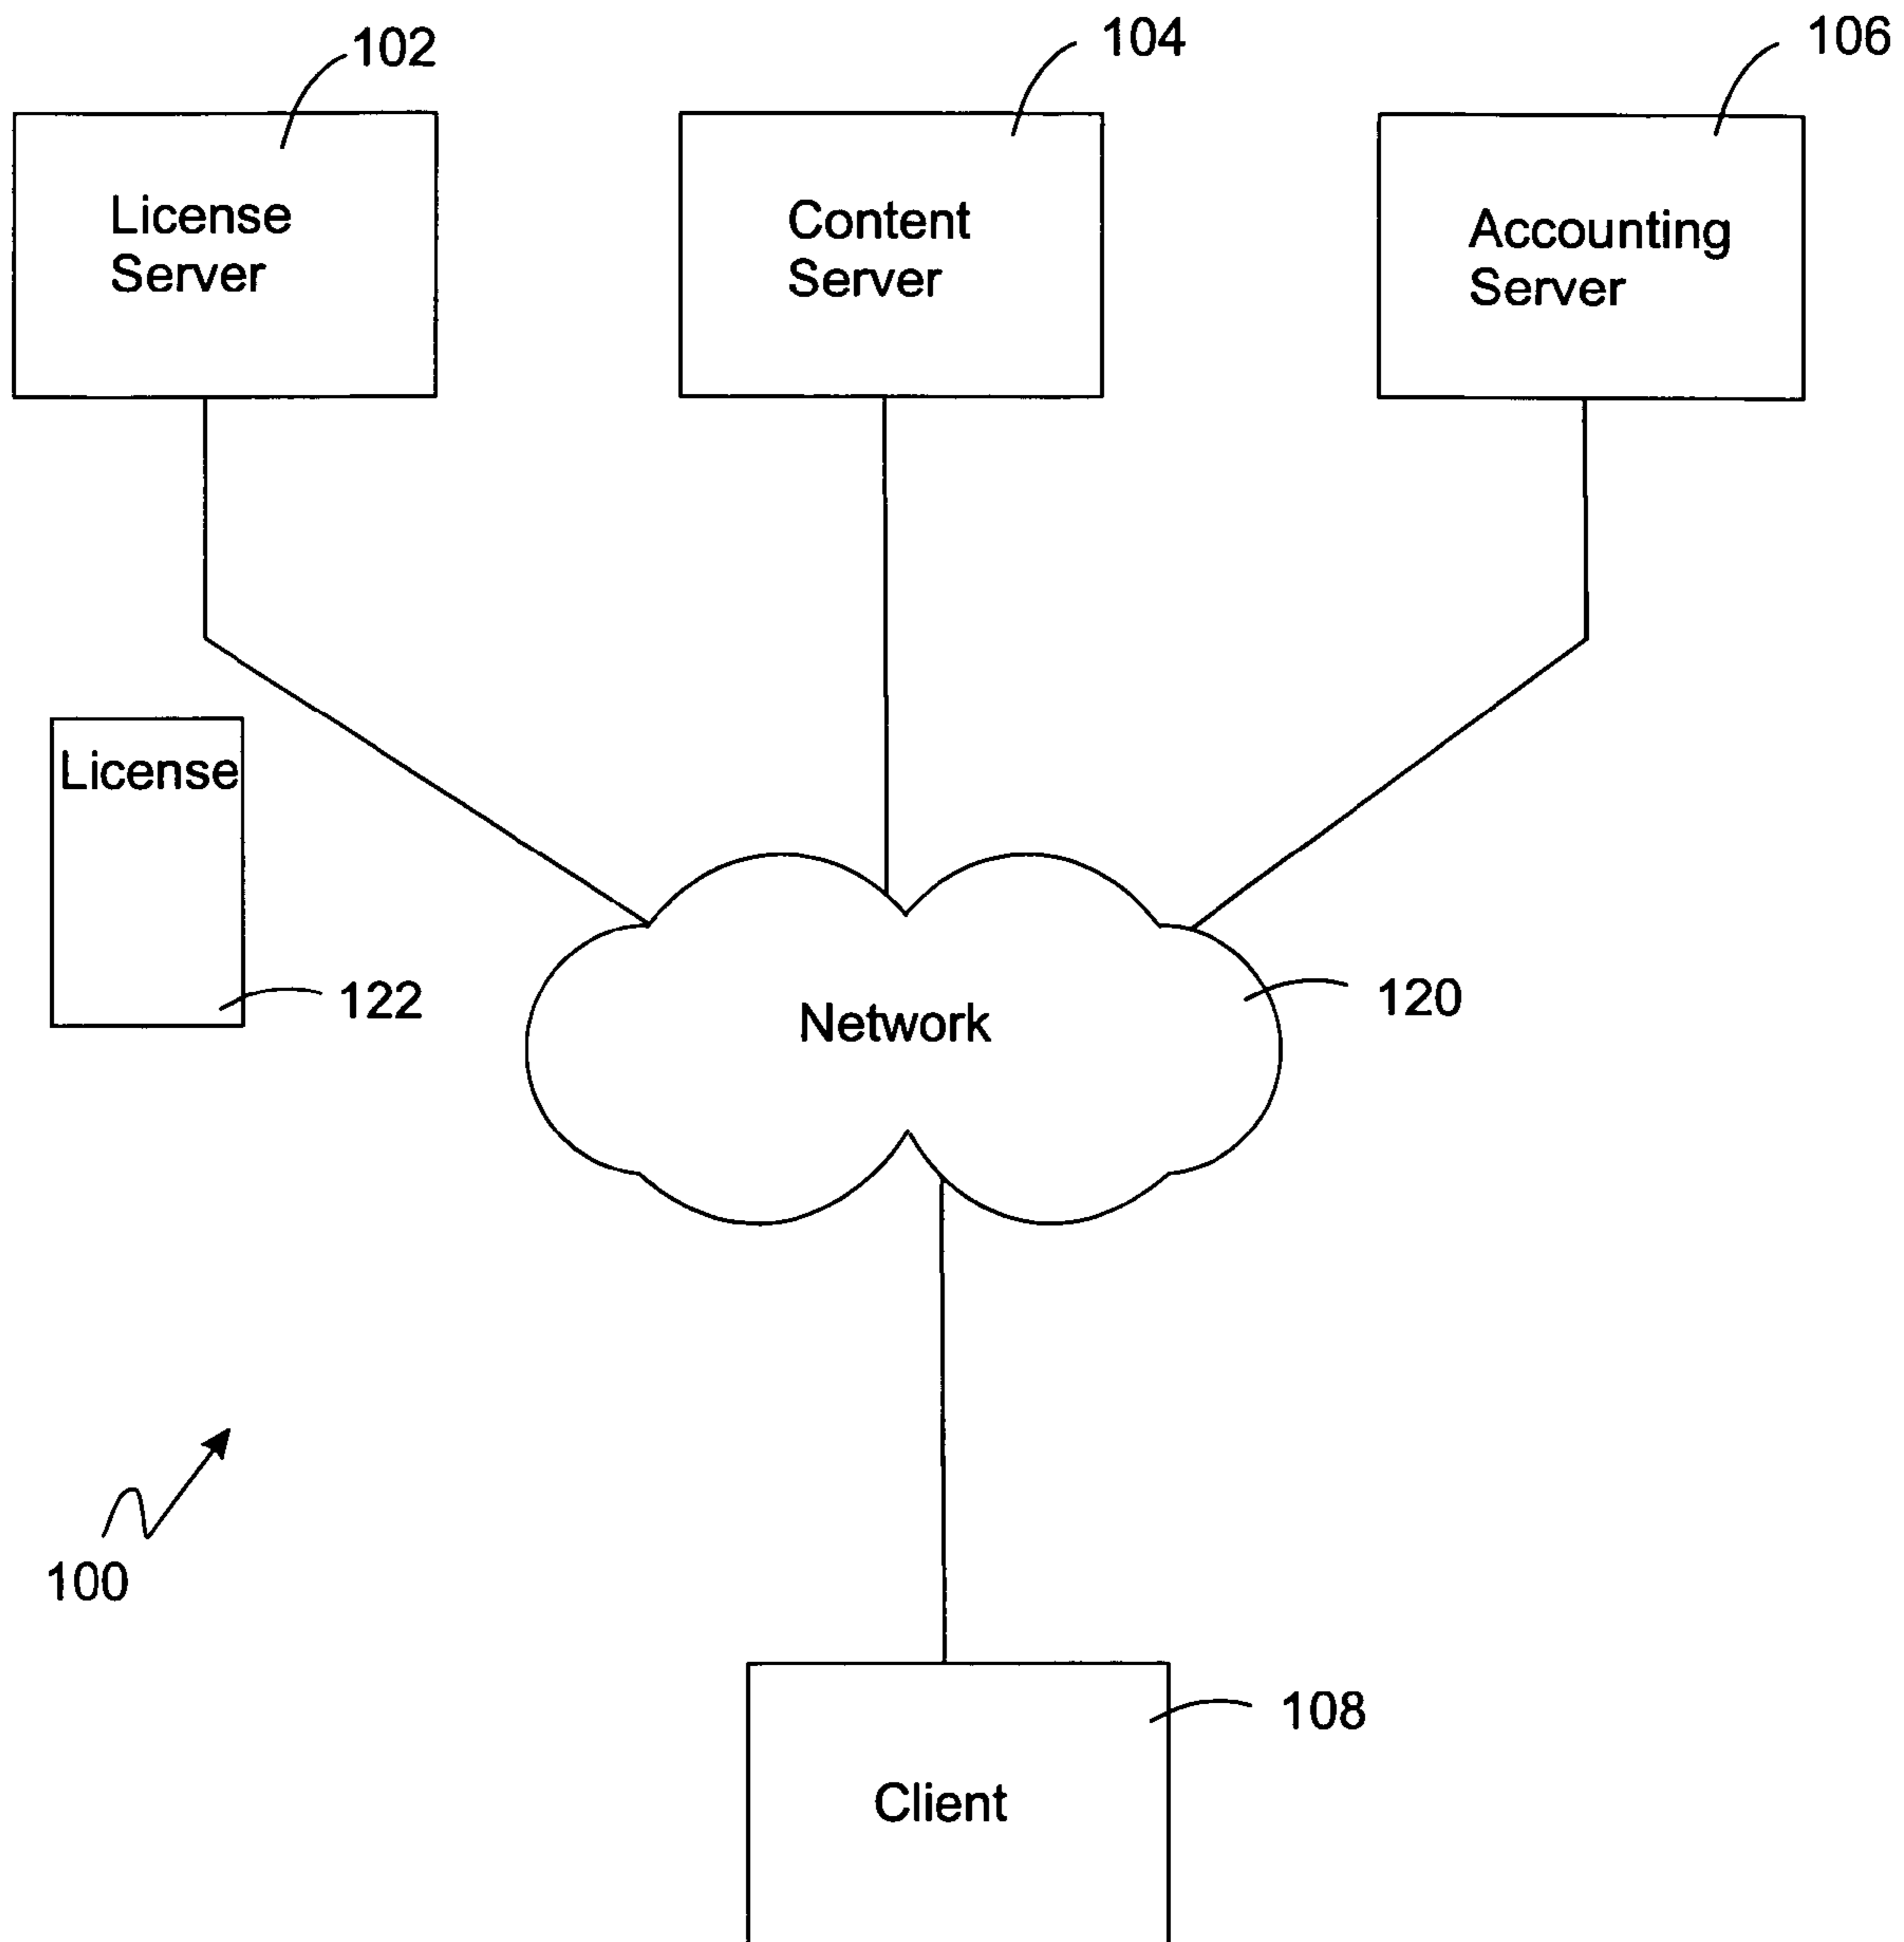 102
104
106
License
Server
Content
Server
Accounting
Server
License
122
Network
120
100
108
Client